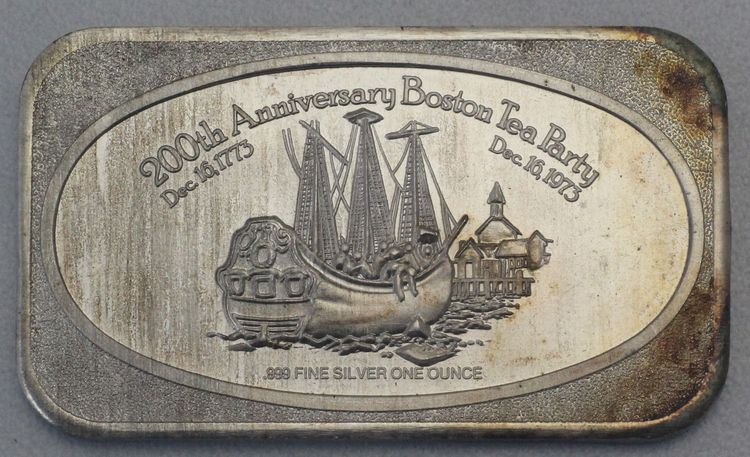 200th Anniversary Boston Tea Party
Dec. 16, 1773
Dec. 16, 1973
.999 FINE SILVER ONE OUNCE